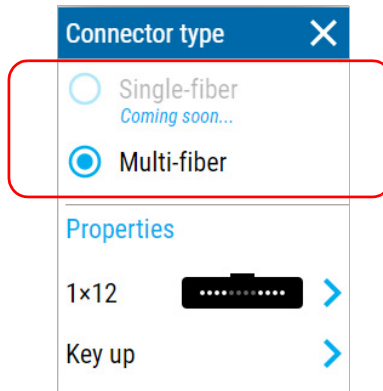 Connector type
Single-fiber
Coming soon...
Multi-fiber
Properties
1×12
Key up